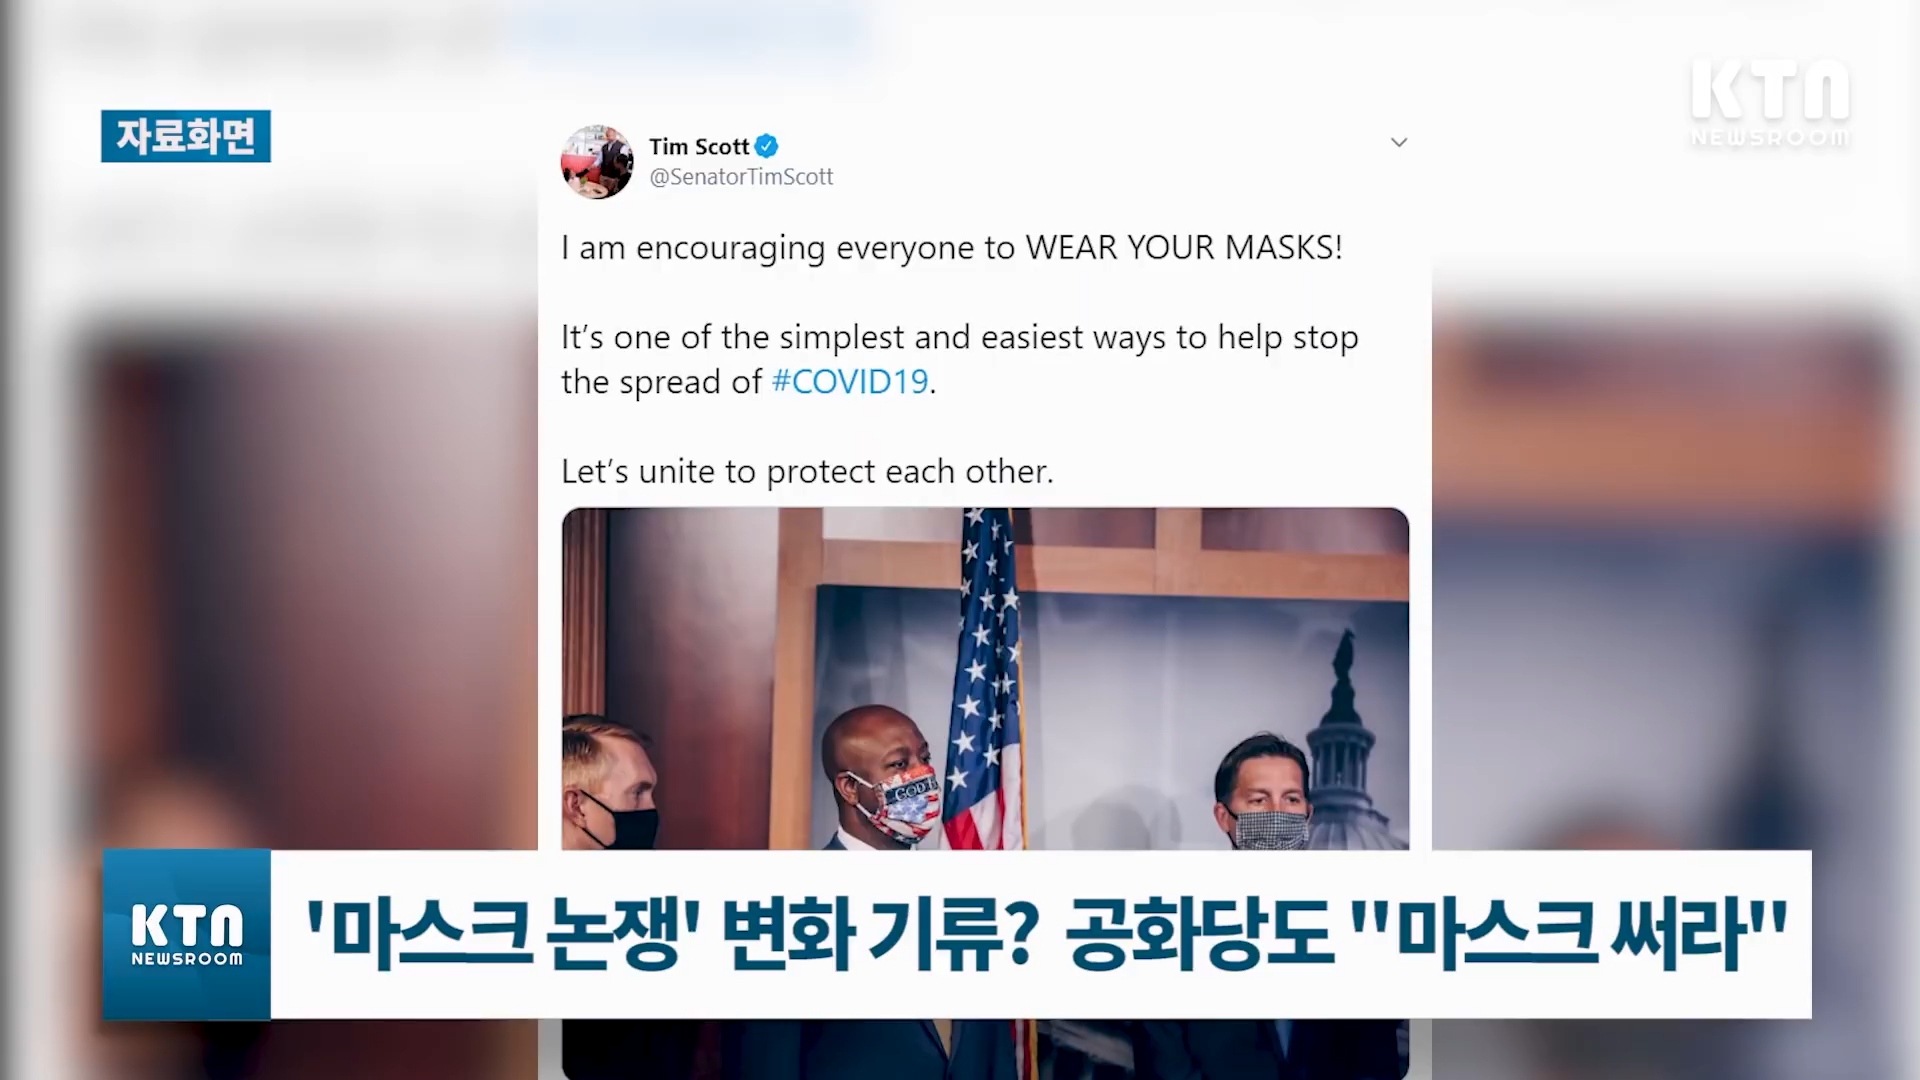 KTN
NEWSROOM
자료화면
Tim Scott
@SenatorTimScott
I am encouraging everyone to WEAR YOUR MASKS!
It’s one of the simplest and easiest ways to help stop
the spread of #COVID19.
Let’s unite to protect each other.
GOD
KTN
NEWSROOM
'마스크 논쟁' 변화 기류? 공화당도 "마스크 써라"